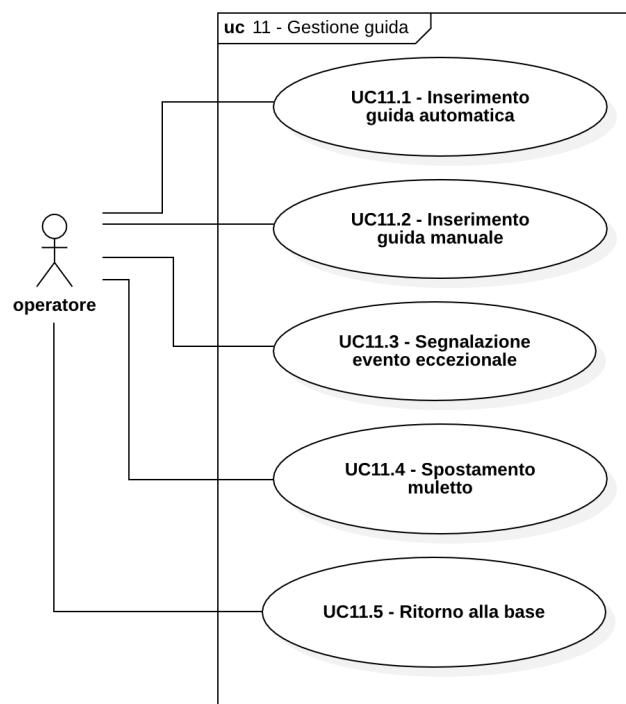 uc 11 - Gestione guida
UC11.1 - Inserimento
guida automatica
UC11.2 - Inserimento
guida manuale
operatore
UC11.3 - Segnalazione
evento eccezionale
UC11.4 - Spostamento
muletto
UC11.5 - Ritorno alla base